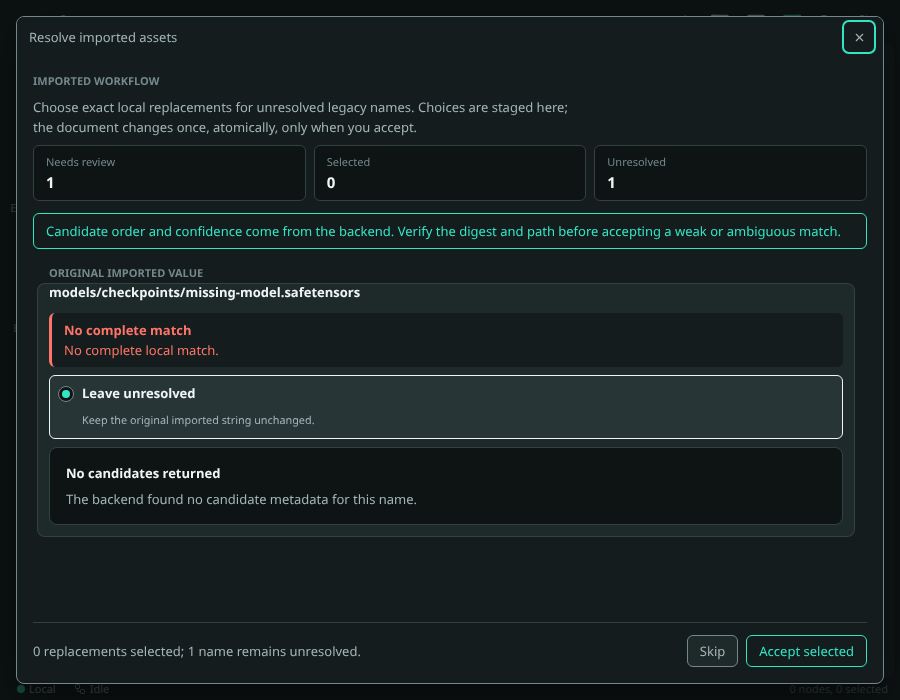 Resolve imported assets
×
IMPORTED WORKFLOW
Choose exact local replacements for unresolved legacy names. Choices are staged here;
the document changes once, atomically, only when you accept.
Needs review
1
Selected
0
Unresolved
1
Candidate order and confidence come from the backend. Verify the digest and path before accepting a weak or ambiguous match.
ORIGINAL IMPORTED VALUE
models/checkpoints/missing-model.safetensors
No complete match
No complete local match.
Leave unresolved
Keep the original imported string unchanged.
No candidates returned
The backend found no candidate metadata for this name.
0 replacements selected; 1 name remains unresolved.
Skip
Accept selected
Local
Idle
0 nodes, 0 selected